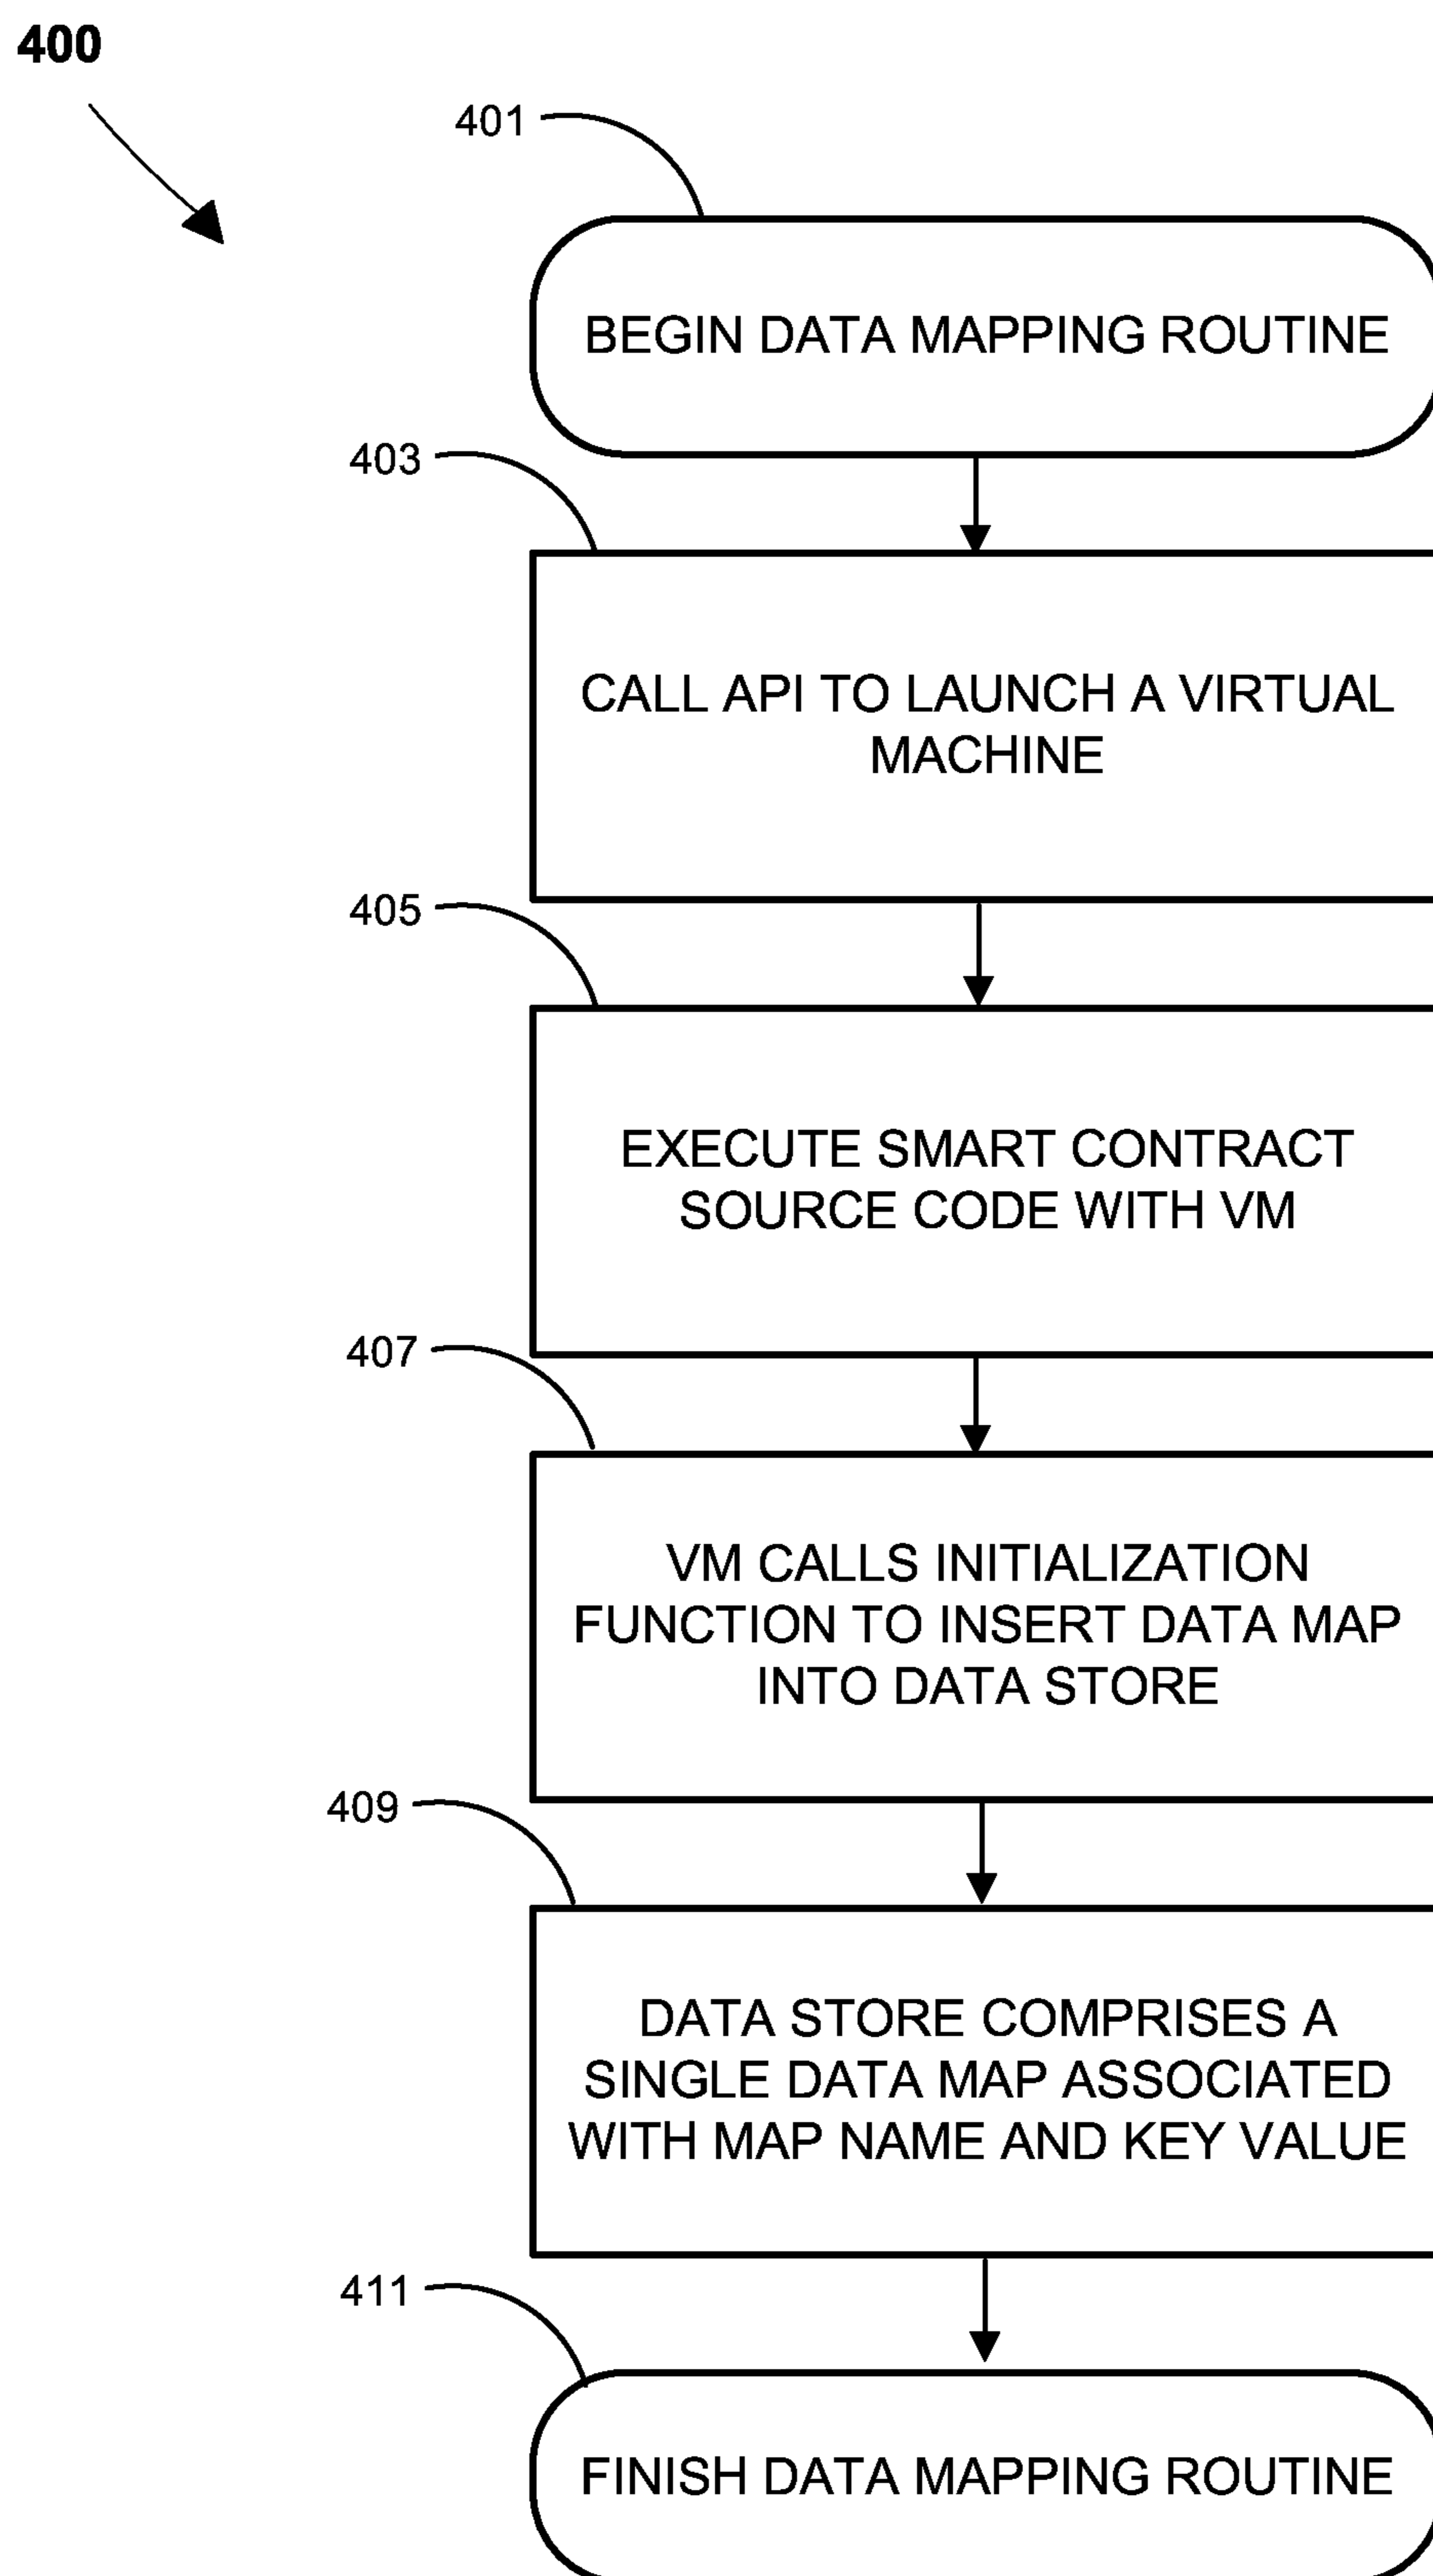 400
401
BEGIN DATA MAPPING ROUTINE
403
CALL API TO LAUNCH A VIRTUAL
MACHINE
405
EXECUTE SMART CONTRACT
SOURCE CODE WITH VM
407
VM CALLS INITIALIZATION
FUNCTION TO INSERT DATA MAP
INTO DATA STORE
409
DATA STORE COMPRISES A
SINGLE DATA MAP ASSOCIATED
WITH MAP NAME AND KEY VALUE
411
FINISH DATA MAPPING ROUTINE